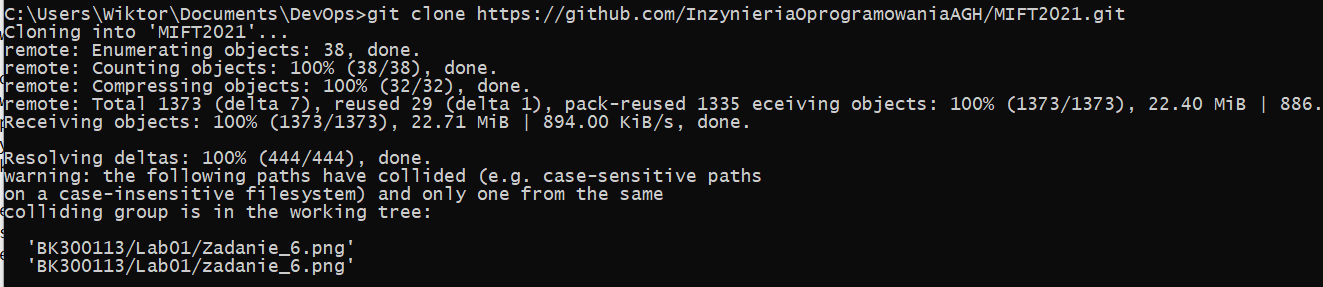 C:\Users\Wiktor\Documents\DevOps>git clone https://github.com/InzynieriaOprogramowaniaAGH/MIFT2021.git
Cloning into 'MIFT2021'...
remote: Enumerating objects: 38, done.
remote: Counting objects: 100% (38/38), done.
remote: Compressing objects: 100% (32/32), done.
remote: Total 1373 (delta 7), reused 29 (delta 1), pack-reused 1335 eceiving objects: 100% (1373/1373), 22.40 MiB | 886.
Receiving objects: 100% (1373/1373), 22.71 MiB | 894.00 KiB/s, done.
Resolving deltas: 100% (444/444), done.
warning: the following paths have collided (e.g. case-sensitive paths
on a case-insensitive filesystem) and only one from the same
colliding group is in the working tree:
'BK300113/Lab01/Zadanie_6.png'
'BK300113/Lab01/zadanie_6.png'